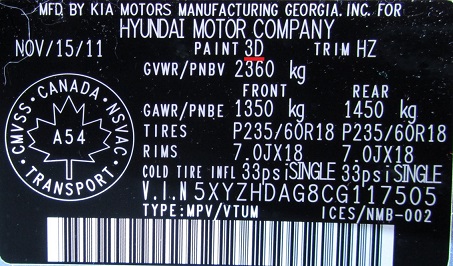 MFD BY KIA MOTORS MANUFACTURING GEORGIA, INC. FOR
HYUNDAI MOTOR COMPANY
NOV/15/11 PAINT 3D TRIM HZ
GVWR/PNBV 2360 kg
FRONT REAR
GAWR/PNBE 1350 kg 1450 kg
TIRES P235/60R18 P235/60R18
RIMS 7.0JX18 7.0JX18
COLD TIRE INFL 33psiSINGLE 33psiSINGLE
V.I.N 5XYZHDAG8CG117505
TYPE:MPV/VTUM ICES/NMB-002
CMVSS · CANADA · NSVAC
A54
TRANSPORT